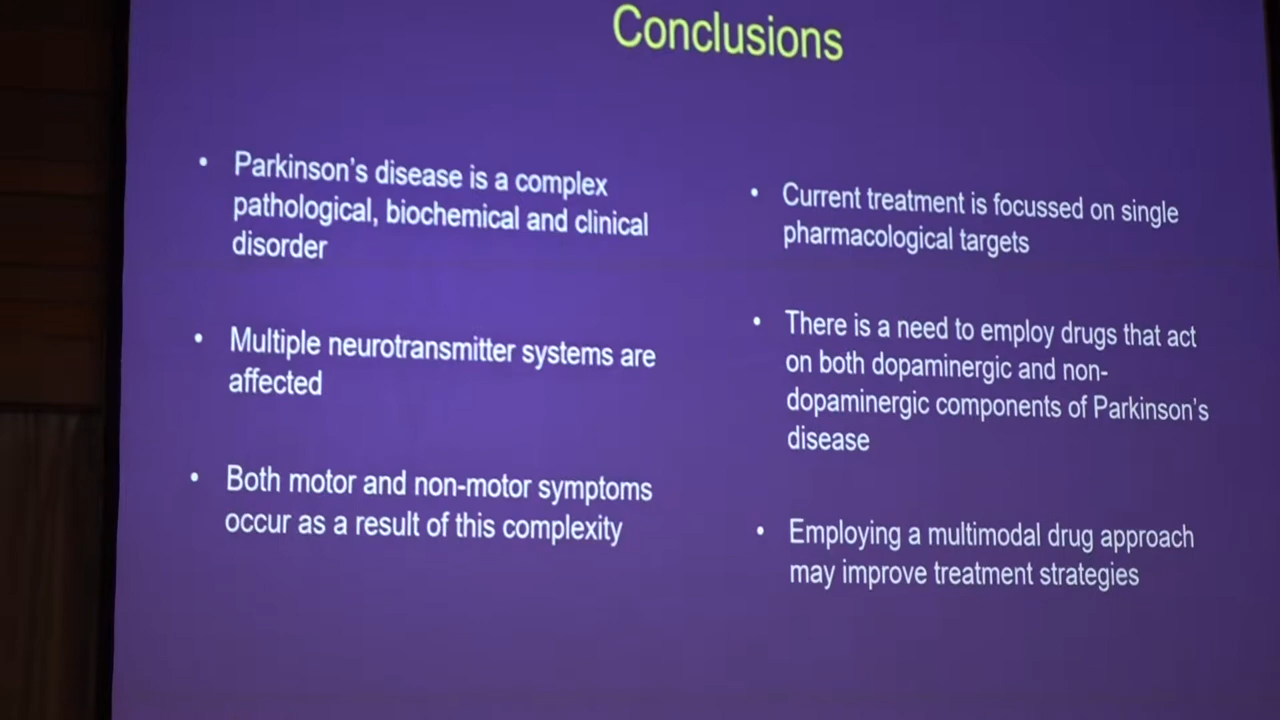 Conclusions
• Parkinson's disease is a complex
pathological, biochemical and clinical
disorder
• Multiple neurotransmitter systems are
affected
• Both motor and non-motor symptoms
occur as a result of this complexity
• Current treatment is focussed on single
pharmacological targets
• There is a need to employ drugs that act
on both dopaminergic and non-
dopaminergic components of Parkinson's
disease
• Employing a multimodal drug approach
may improve treatment strategies